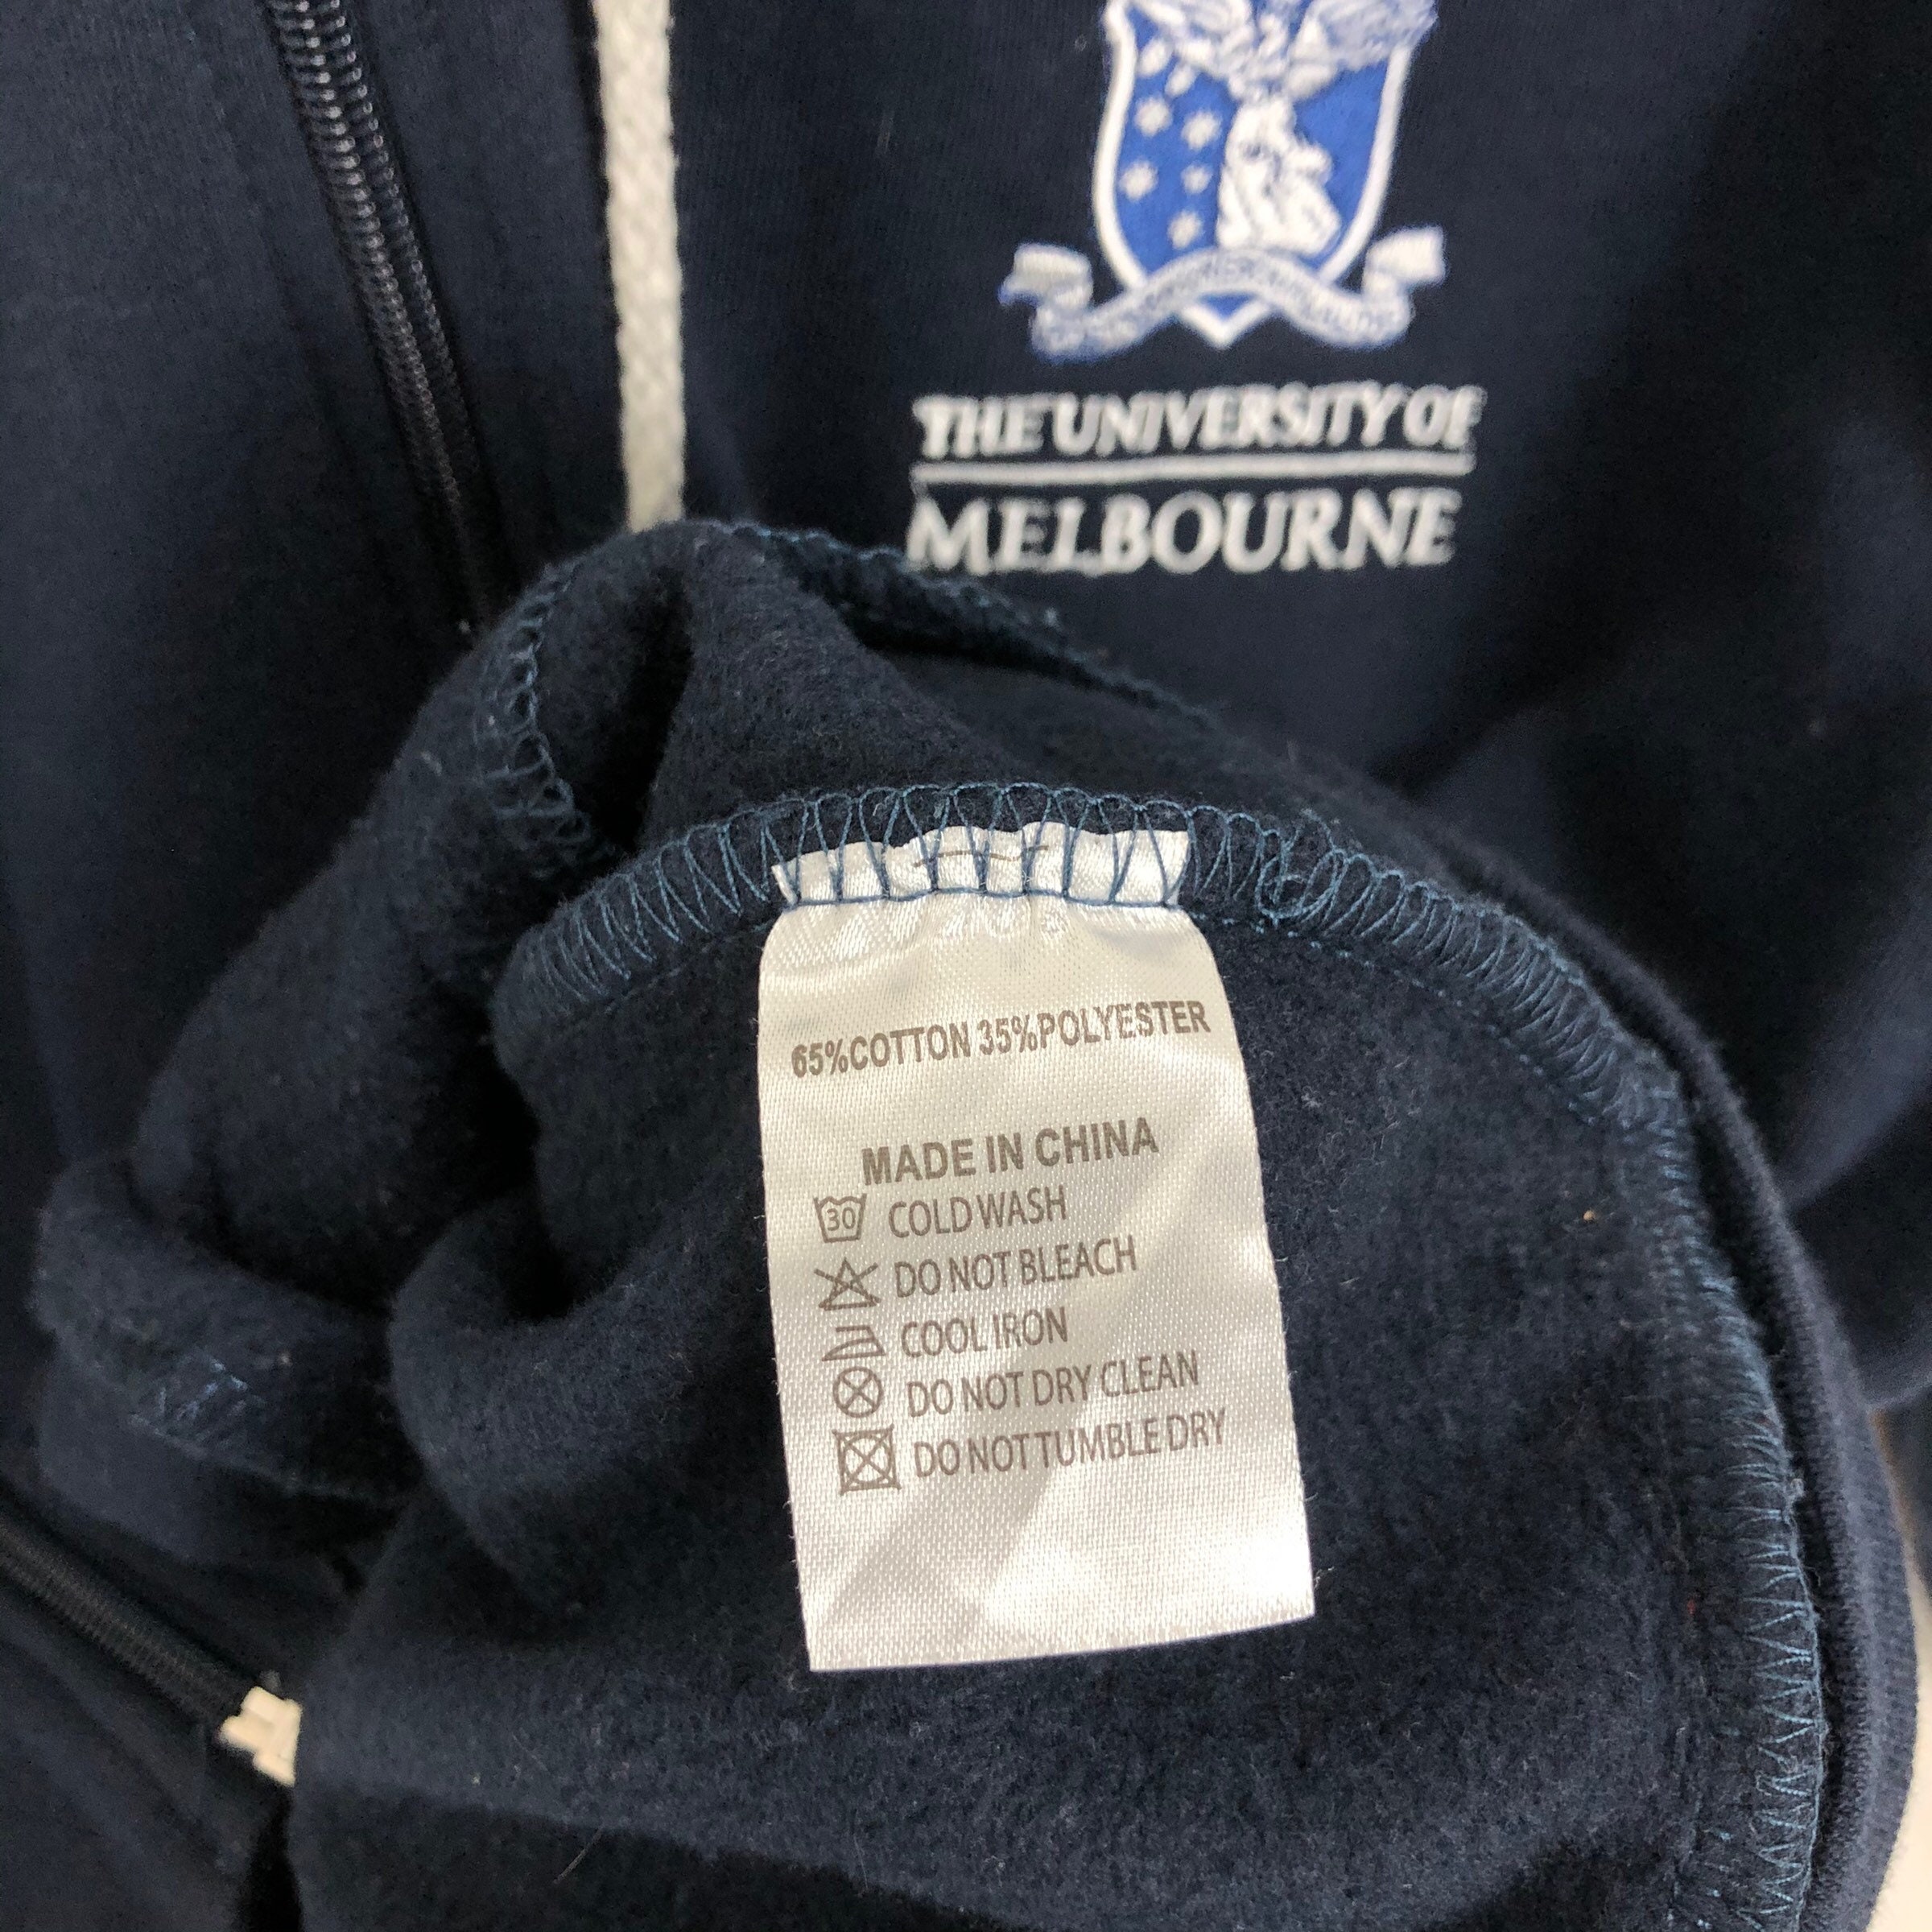 THE UNIVERSITY OF
MELBOURNE
65%COTTON 35%POLYESTER
MADE IN CHINA
30 COLD WASH
DO NOT BLEACH
COOL IRON
DO NOT DRY CLEAN
DO NOT TUMBLE DRY